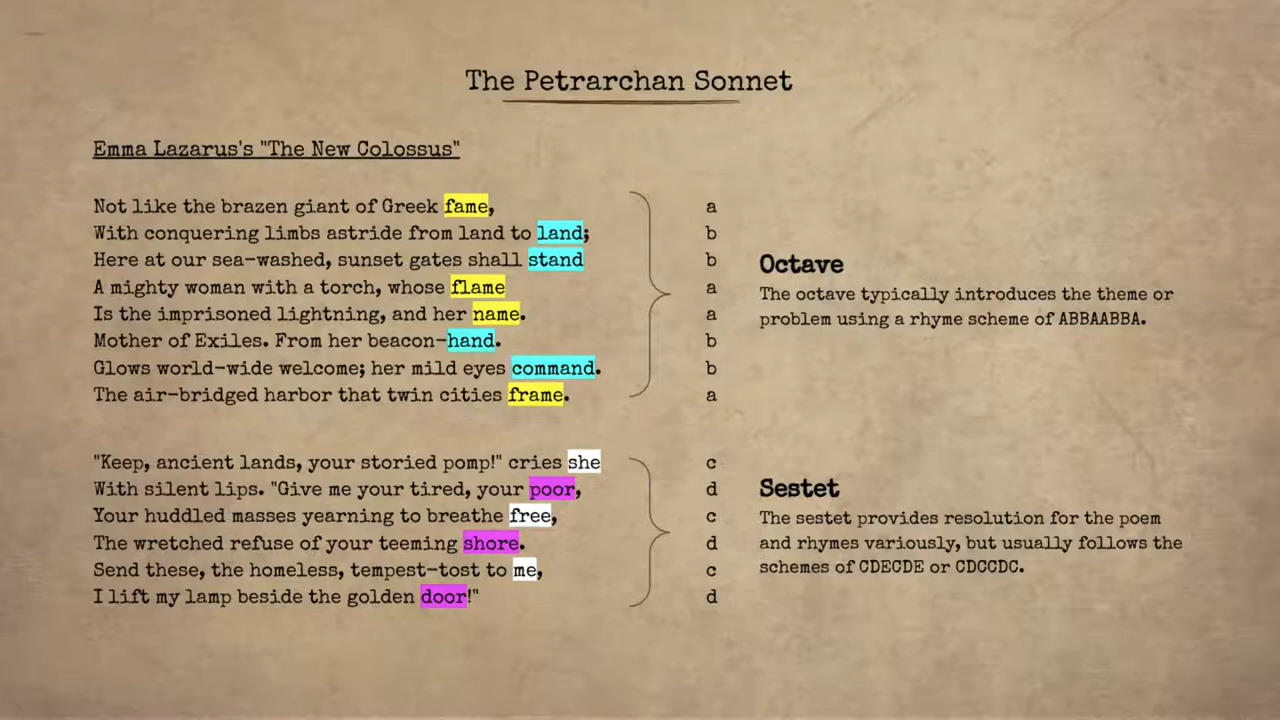 The Petrarchan Sonnet
Emma Lazarus's "The New Colossus"
Not like the brazen giant of Greek fame,
With conquering limbs astride from land to land;
Here at our sea-washed, sunset gates shall stand
A mighty woman with a torch, whose flame
Is the imprisoned lightning, and her name.
Mother of Exiles. From her beacon-hand.
Glows world-wide welcome; her mild eyes command.
The air-bridged harbor that twin cities frame.
a
b
b
a
a
b
b
a
Octave
The octave typically introduces the theme or
problem using a rhyme scheme of ABBAABBA.
"Keep, ancient lands, your storied pomp!" cries she
With silent lips. "Give me your tired, your poor,
Your huddled masses yearning to breathe free,
The wretched refuse of your teeming shore.
Send these, the homeless, tempest-tost to me,
I lift my lamp beside the golden door!"
c
d
c
d
c
d
Sestet
The sestet provides resolution for the poem
and rhymes variously, but usually follows the
schemes of CDECDE or CDCCDC.